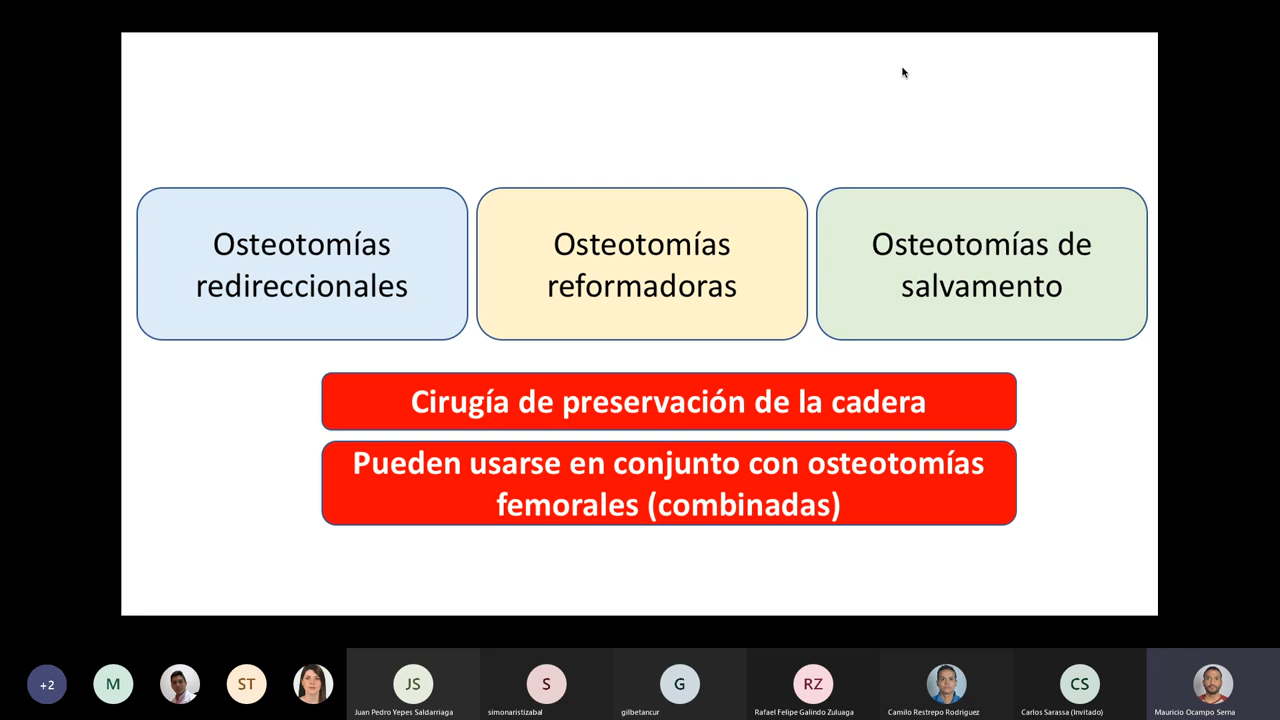 Osteotomías
redireccionales
Osteotomías
reformadoras
Osteotomías de
salvamento
Cirugía de preservación de la cadera
Pueden usarse en conjunto con osteotomías
femorales (combinadas)
+2
M
ST
JS
Juan Pedro Yepes Saldarriaga
S
simonaristizabal
G
gilbetancur
RZ
Rafael Felipe Galindo Zuluaga
Camilo Restrepo Rodriguez
CS
Carlos Sarassa (Invitado)
Mauricio Ocampo Serna